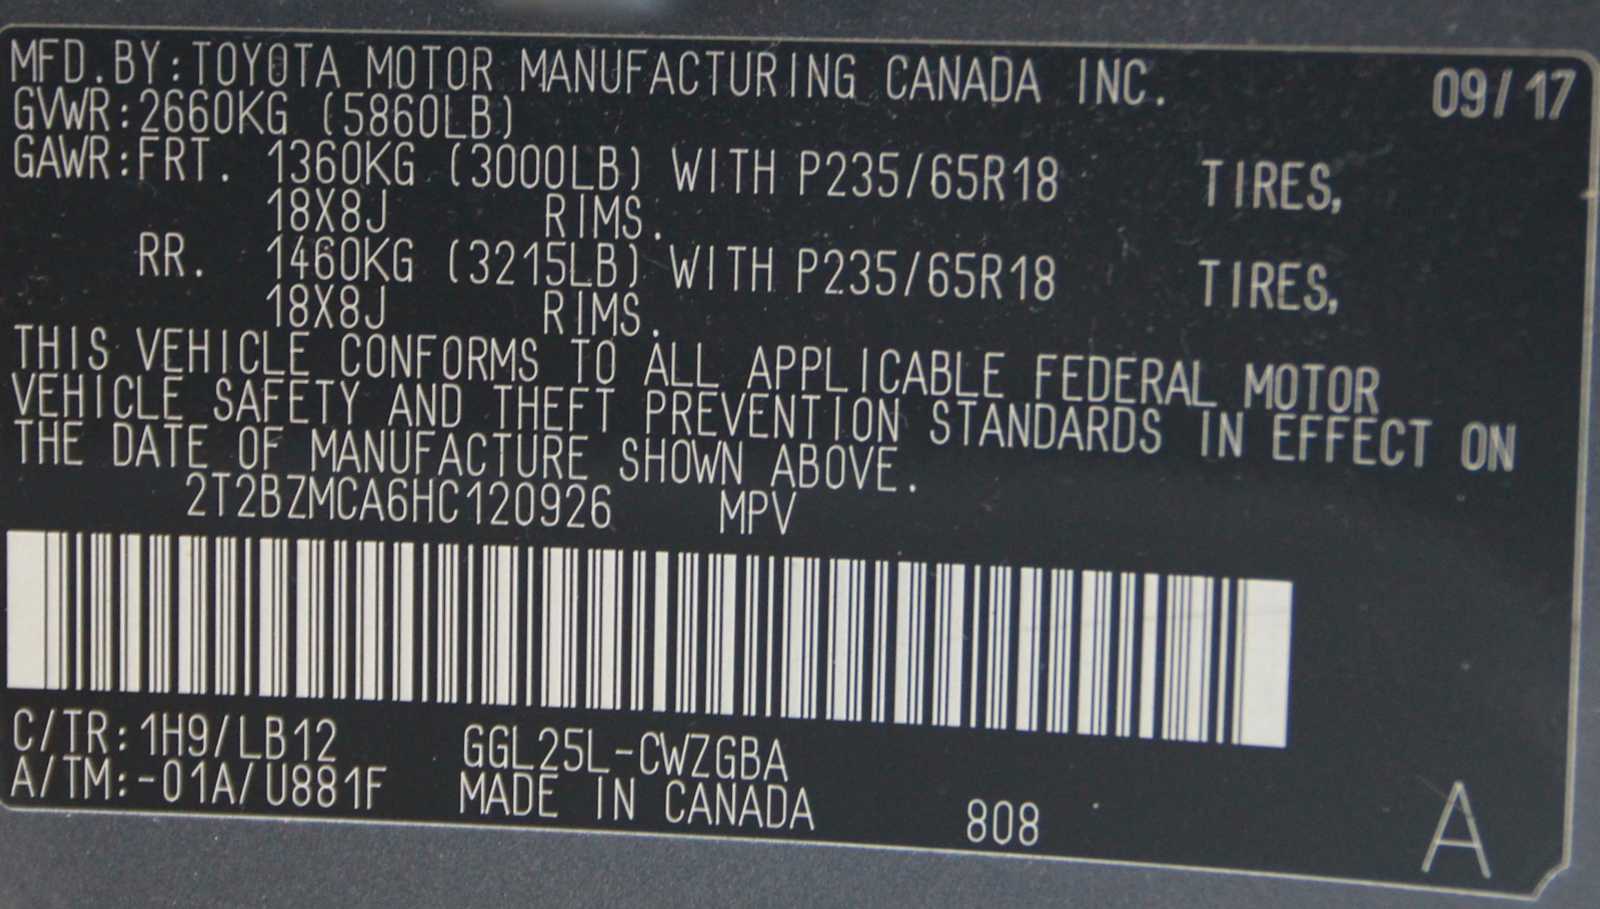 MFD.BY:TOYOTA MOTOR MANUFACTURING CANADA INC. 09/17
GVWR:2660KG (5860LB)
GAWR:FRT. 1360KG (3000LB) WITH P235/65R18 TIRES,
18X8J RIMS.
RR. 1460KG (3215LB) WITH P235/65R18 TIRES,
18X8J RIMS.
THIS VEHICLE CONFORMS TO ALL APPLICABLE FEDERAL MOTOR
VEHICLE SAFETY AND THEFT PREVENTION STANDARDS IN EFFECT ON
THE DATE OF MANUFACTURE SHOWN ABOVE.
2T2BZMCA6HC120926 MPV
C/TR:1H9/LB12 GGL25L-CWZGBA
A/TM:-01A/U881F MADE IN CANADA 808 A